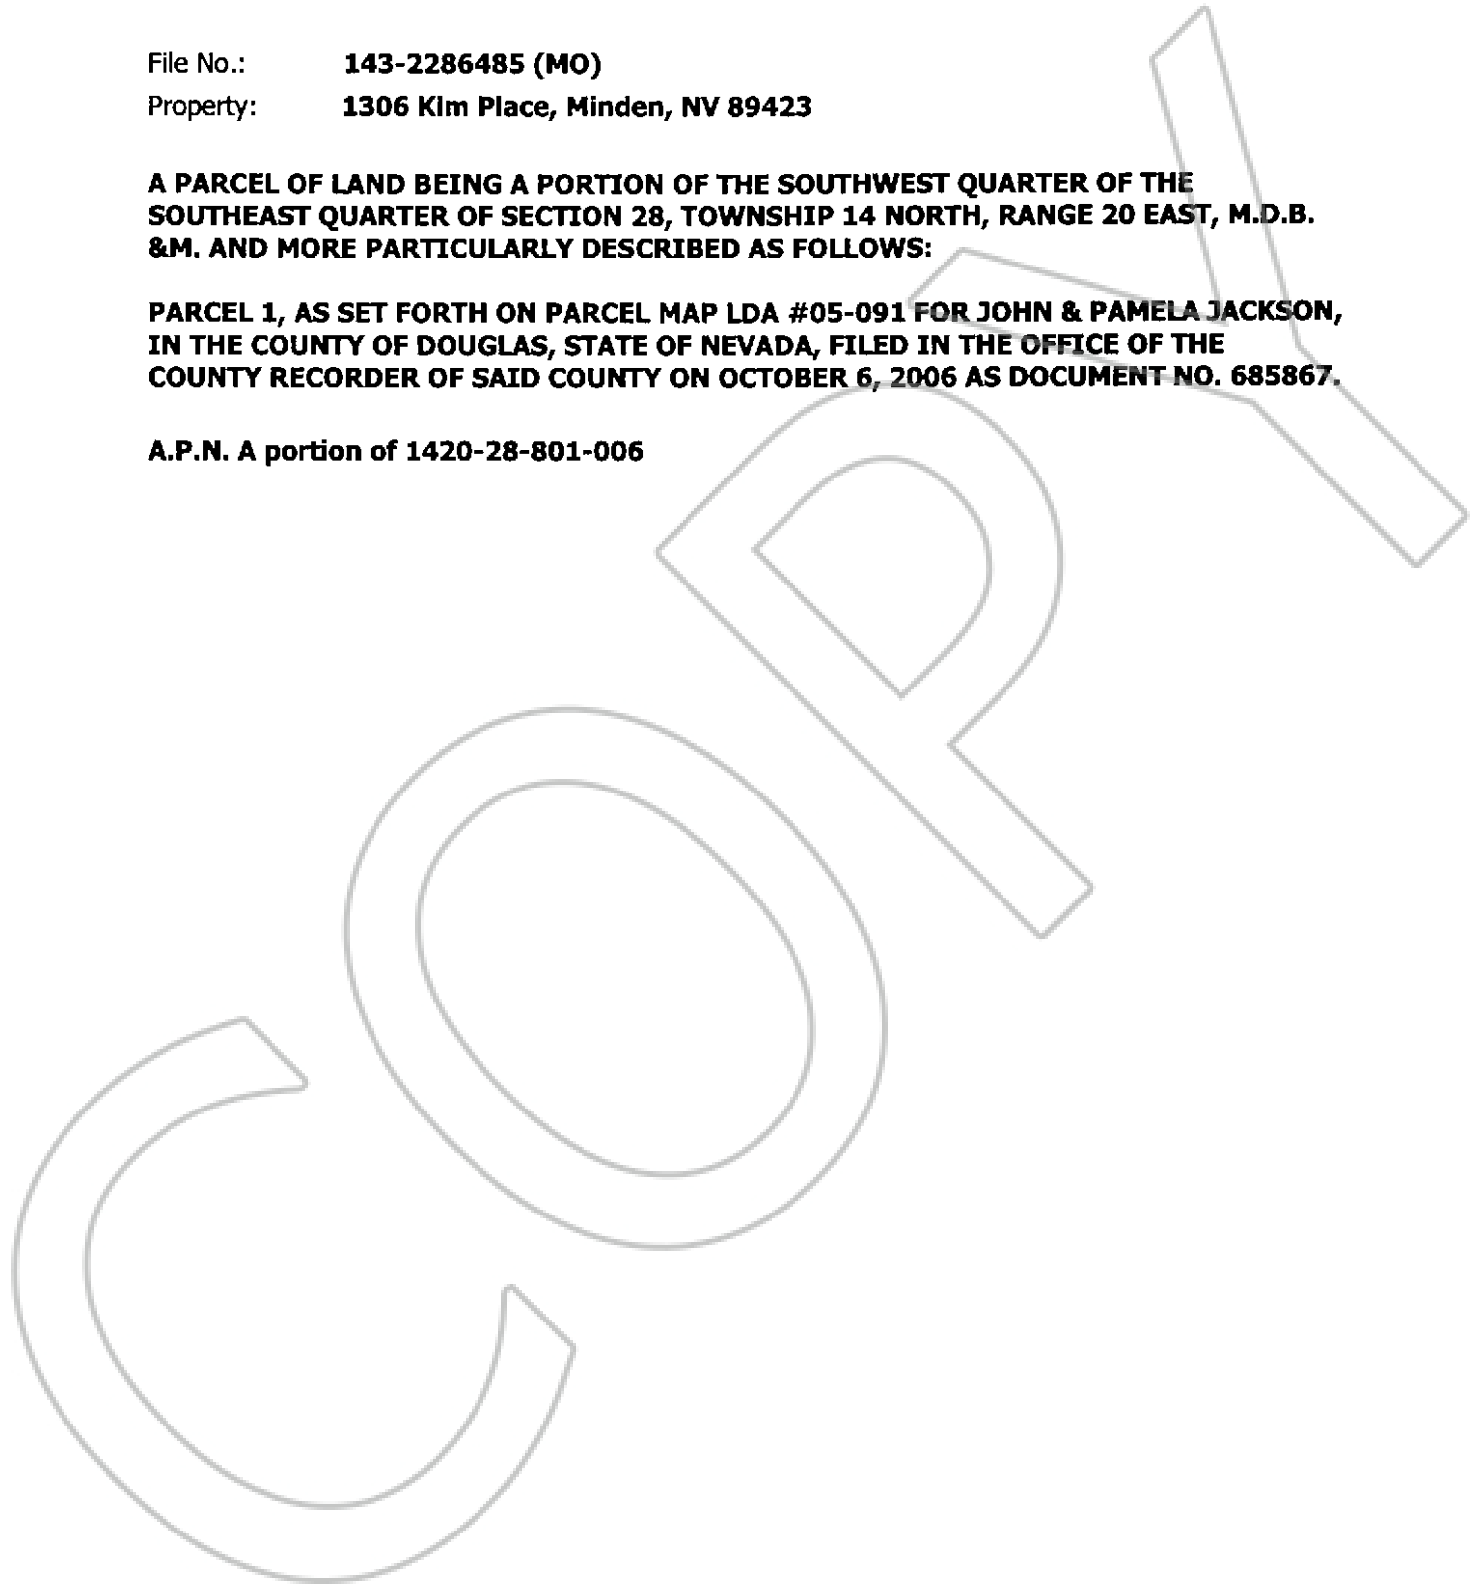 File No.: 143-2286485 (MO)
Property: 1306 Kim Place, Minden, NV 89423
A PARCEL OF LAND BEING A PORTION OF THE SOUTHWEST QUARTER OF THE
SOUTHEAST QUARTER OF SECTION 28, TOWNSHIP 14 NORTH, RANGE 20 EAST, M.D.B.
&M. AND MORE PARTICULARLY DESCRIBED AS FOLLOWS:
PARCEL 1, AS SET FORTH ON PARCEL MAP LDA #05-091 FOR JOHN & PAMELA JACKSON,
IN THE COUNTY OF DOUGLAS, STATE OF NEVADA, FILED IN THE OFFICE OF THE
COUNTY RECORDER OF SAID COUNTY ON OCTOBER 6, 2006 AS DOCUMENT NO. 685867.
A.P.N. A portion of 1420-28-801-006
COPY